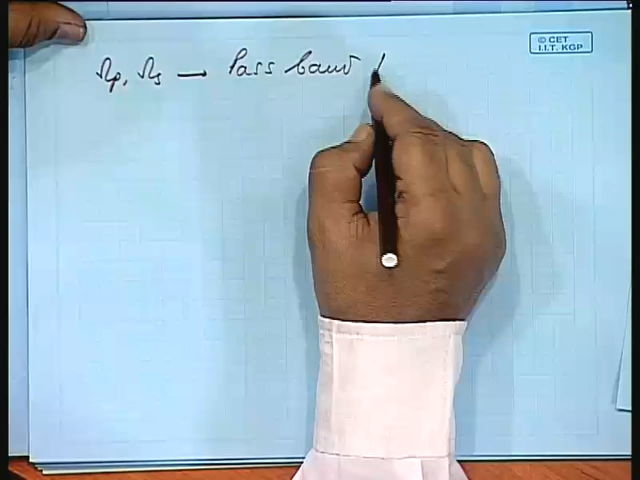 © CET
I.I.T. KGP
Ωp, Ωs → Pass band /